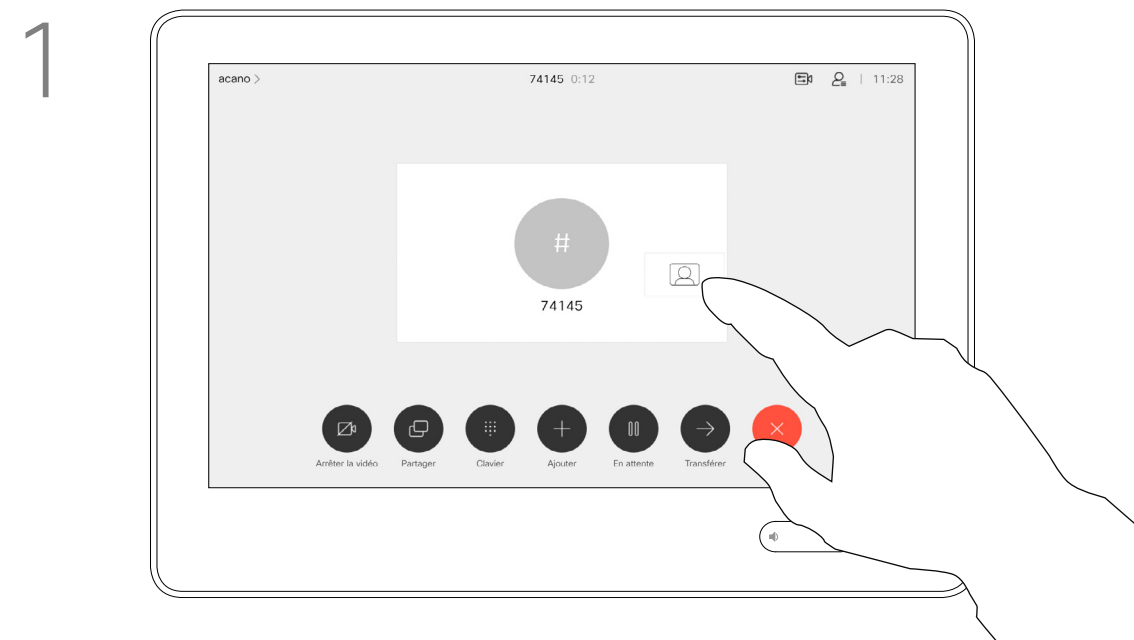 1
acano >
74145 0:12
11:28
#
74145
Arrêter la vidéo
Partager
Clavier
Ajouter
En attente
Transférer